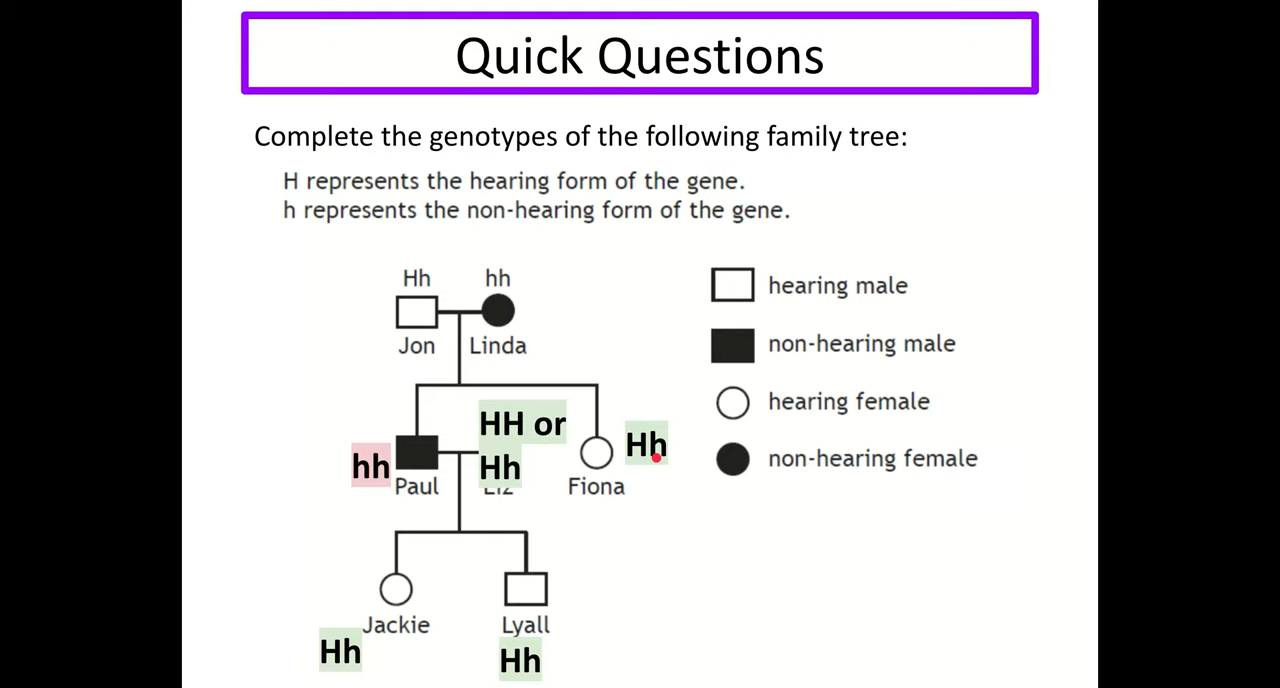 Quick Questions
Complete the genotypes of the following family tree:
H represents the hearing form of the gene.
h represents the non-hearing form of the gene.
Hh hh
Jon Linda
HH or
Hh
Hh
hh
Paul Fiona
Jackie Lyall
Hh Hh
hearing male
non-hearing male
hearing female
non-hearing female